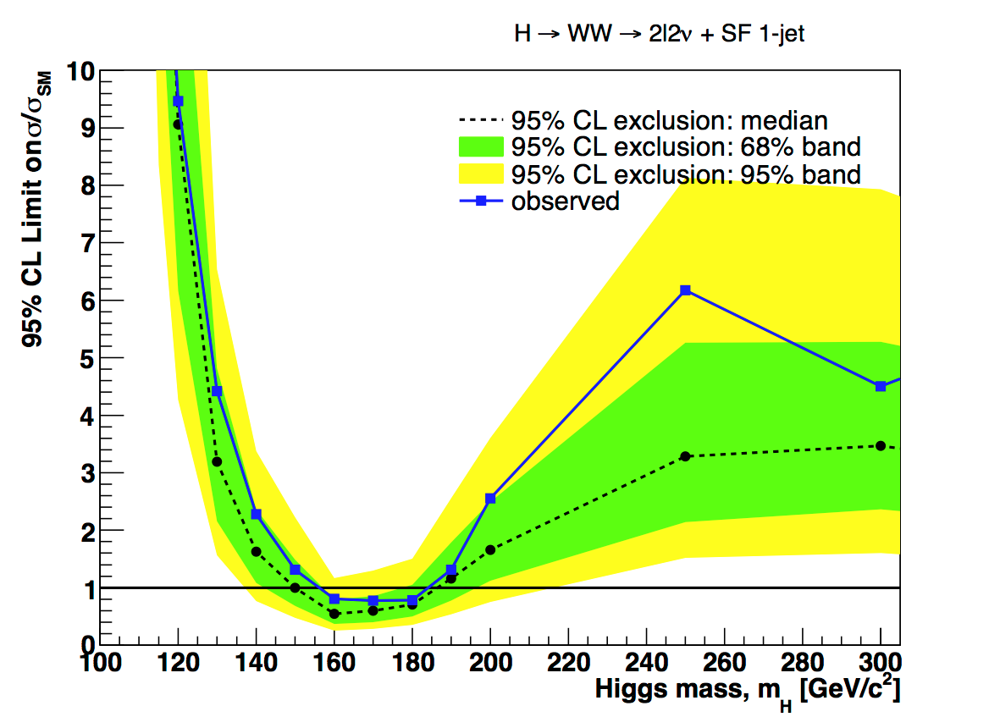 H → WW → 2l2ν + SF 1-jet
95% CL Limit on σ/σSM
10
9
8
7
6
5
4
3
2
1
0
95% CL exclusion: median
95% CL exclusion: 68% band
95% CL exclusion: 95% band
observed
100 120 140 160 180 200 220 240 260 280 300
Higgs mass, mH [GeV/c2]